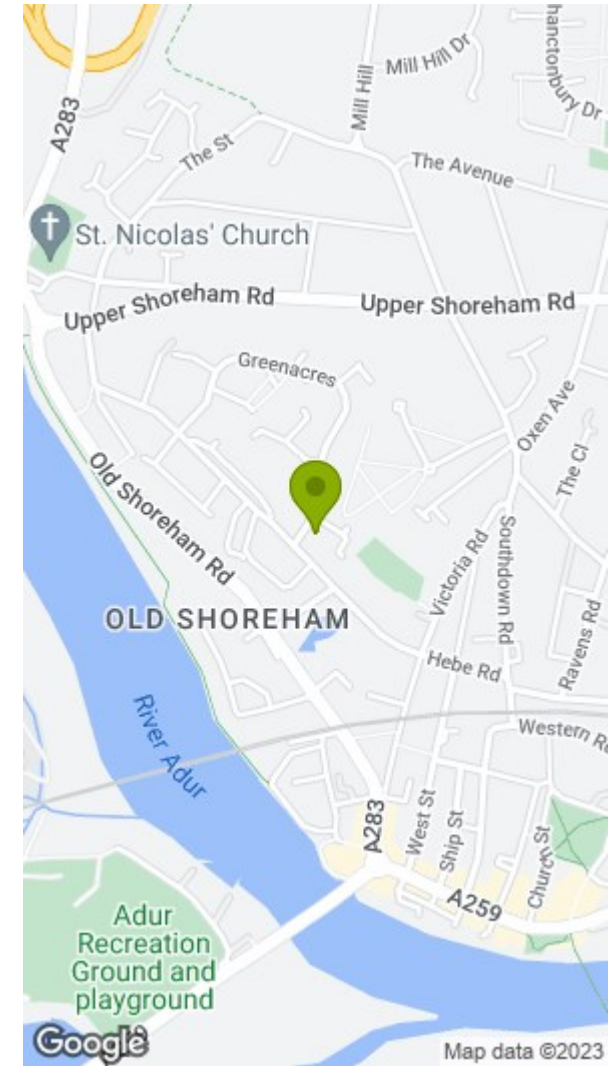 hanctonbury Dr
Mill Hill Dr
Mill Hill
A283
The St
The Avenue
St. Nicolas' Church
Upper Shoreham Rd
Upper Shoreham Rd
Greenacres
Oxen Ave
The Cl
Old Shoreham Rd
Victoria Rd
Southdown Rd
OLD SHOREHAM
Ravens Rd
Hebe Rd
River Adur
Western R
A283
West St
Ship St
Church St
A259
Adur
Recreation
Ground and
playground
Google
Map data ©2023